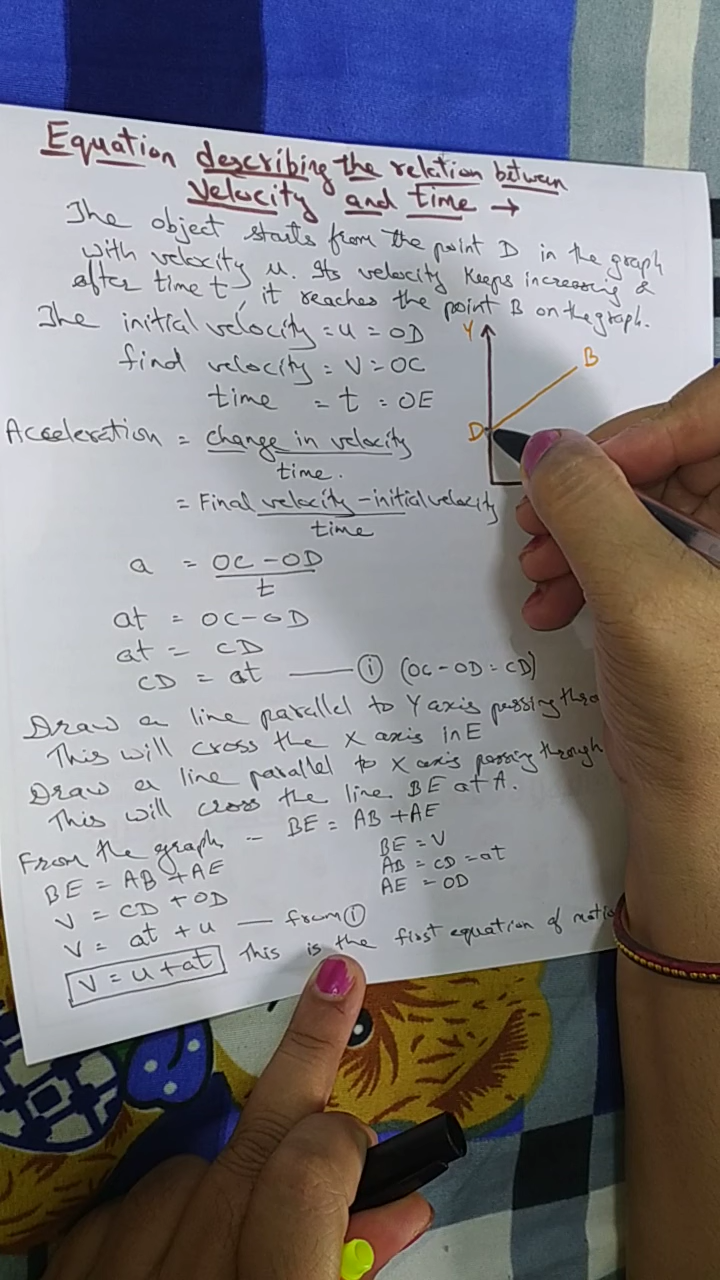 Equation describing the relation between
velocity and time →
The object starts from the point D in the graph
with velocity u. Its velocity keeps increasing &
after time t, it reaches the point B on the graph.
The initial velocity = u = OD
find velocity = V = OC
time = t = OE
Acceleration = change in velocity
time.
= Final velocity - initial velocity
time
a = OC - OD
t
at = OC - OD
at = CD
CD = at —— ① (OC - OD = CD)
Draw a line parallel to Y axis passing
This will cross the X axis in E
Draw a line parallel to X axis passing through
This will cross the line BE at A.
From the graph - BE = AB + AE
BE = AB + AE
V = CD + OD
V = at + u — from ①
V = u + at This is the first equation of
BE = V
AB = CD = at
AE = OD
Y
B
D